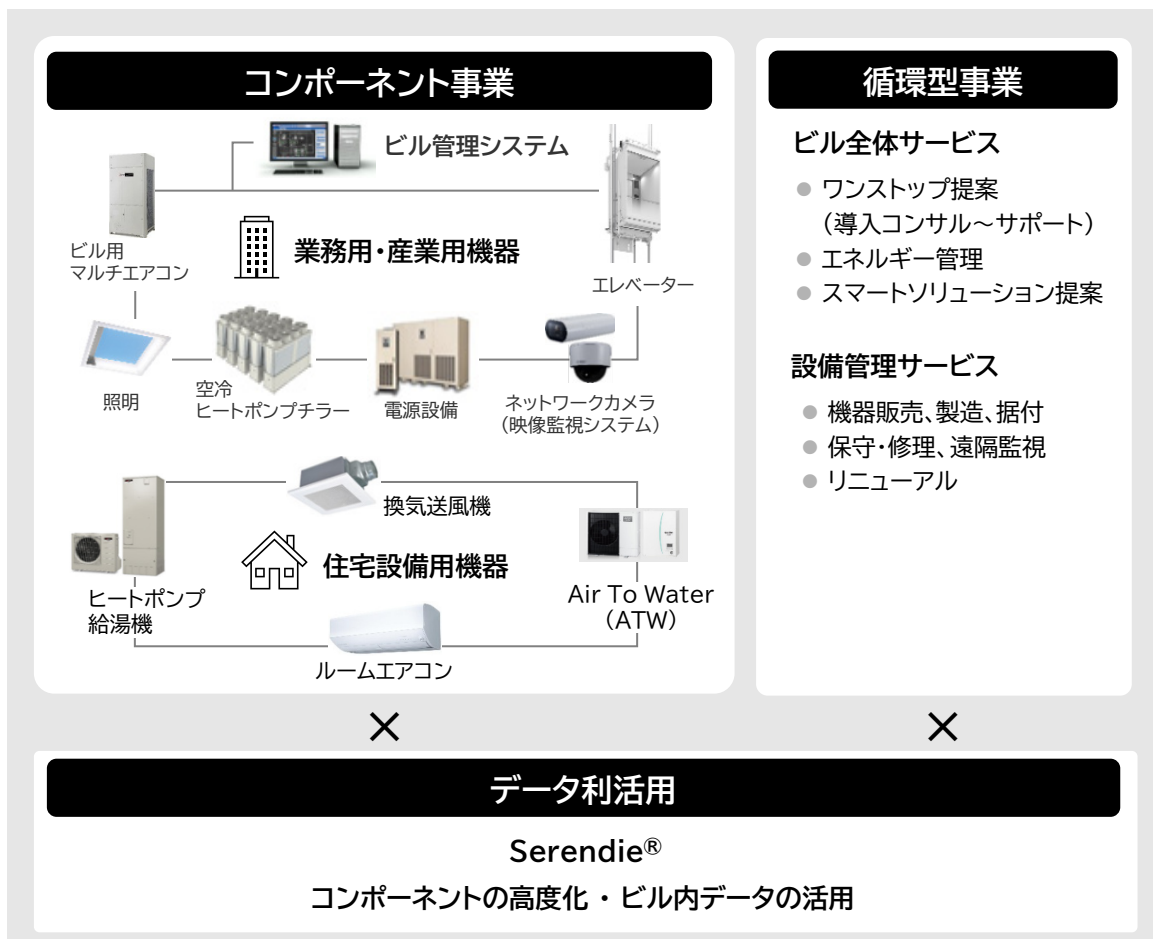 コンポーネント事業
ビル管理システム
ビル用
マルチエアコン
業務用・産業用機器
エレベーター
照明
空冷
ヒートポンプチラー
電源設備
ネットワークカメラ
（映像監視システム）
換気送風機
住宅設備用機器
ヒートポンプ
給湯機
Air To Water
（ATW）
ルームエアコン
循環型事業
ビル全体サービス
● ワンストップ提案
（導入コンサル～サポート）
● エネルギー管理
● スマートソリューション提案
設備管理サービス
● 機器販売、製造、据付
● 保守・修理、遠隔監視
● リニューアル
×
×
データ利活用
Serendie®
コンポーネントの高度化・ビル内データの活用